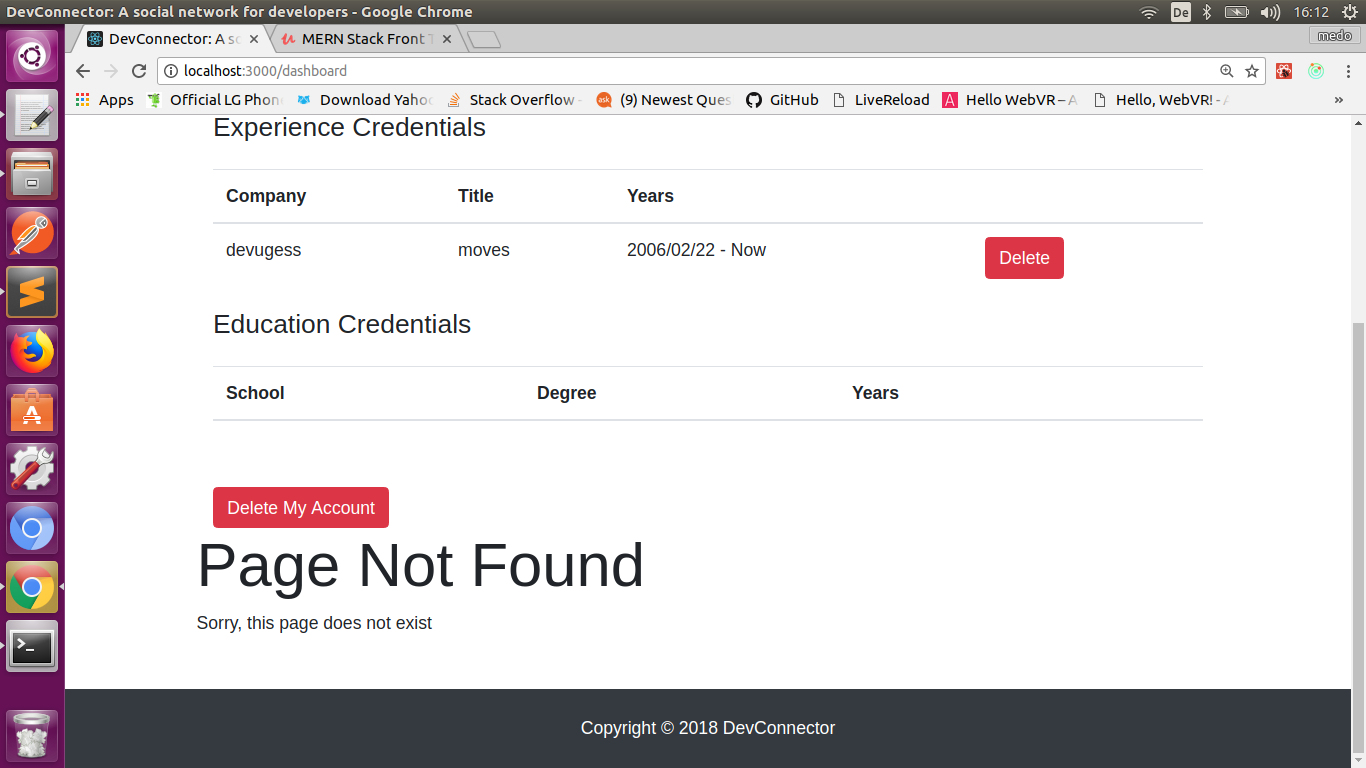 DevConnector: A social network for developers - Google Chrome
De
16:12
medo
DevConnector: A so
MERN Stack Front T
localhost:3000/dashboard
Apps
Official LG Phon
Download Yaho
Stack Overflow -
ask
(9) Newest Ques
GitHub
LiveReload
A
Hello WebVR – A
Hello, WebVR! - A
»
Experience Credentials
Company Title Years
devugess moves 2006/02/22 - Now Delete
Education Credentials
School Degree Years
Delete My Account
Page Not Found
Sorry, this page does not exist
Copyright © 2018 DevConnector